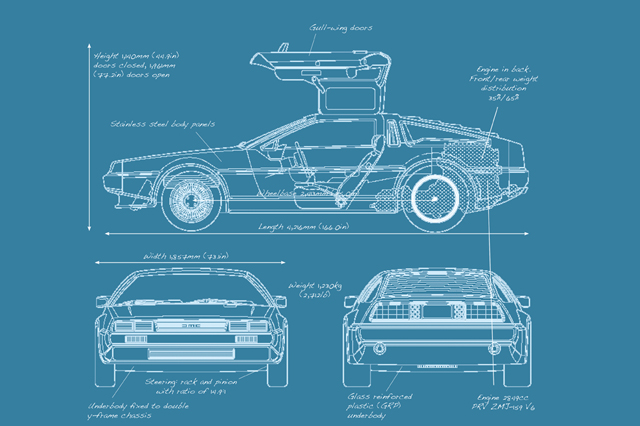 Gull-wing doors
Height 1,140mm (44.9in)
doors closed, 1,961mm
(77.2in) doors open
Engine in back.
Front/rear weight
distribution
35%/65%
Stainless steel body panels
Wheelbase
Length 4,216mm (166.0in)
Width 1,857mm (73.1in)
Weight 1,230kg
(2,712lb)
Steering rack and pinion
with ratio of 14.9:1
Underbody fixed to double
y-frame chassis
Glass reinforced
plastic (GRP)
underbody
Engine 2849cc
PRV ZMJ-159 V6